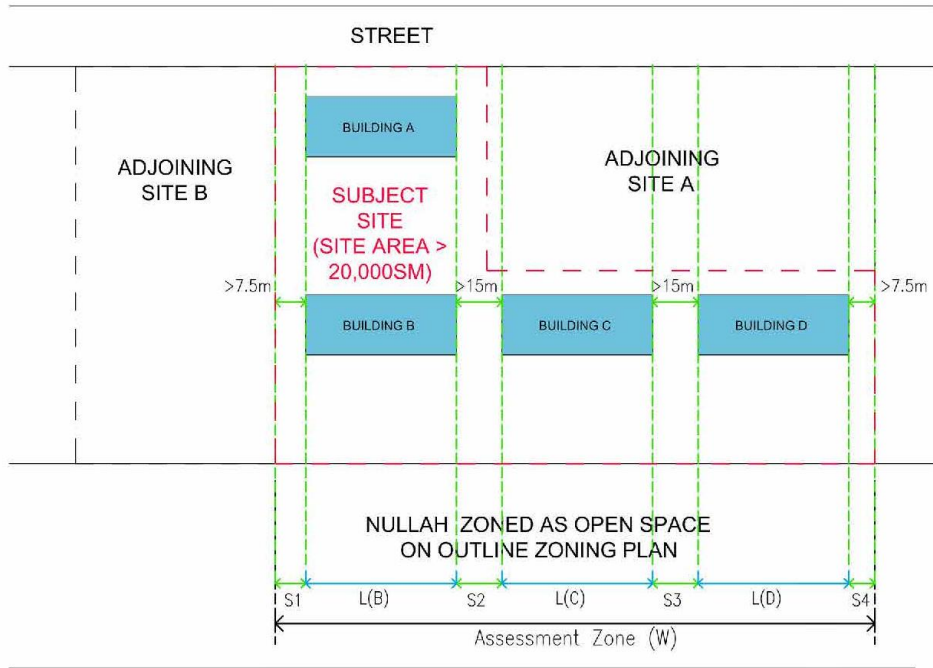 STREET
BUILDING A
ADJOINING
SITE B
ADJOINING
SITE A
SUBJECT
SITE
(SITE AREA >
20,000SM)
>7.5m
>15m
>15m
>7.5m
BUILDING B
BUILDING C
BUILDING D
NULLAH ZONED AS OPEN SPACE
ON OUTLINE ZONING PLAN
S1 L(B) S2 L(C) S3 L(D) S4
Assessment Zone (W)